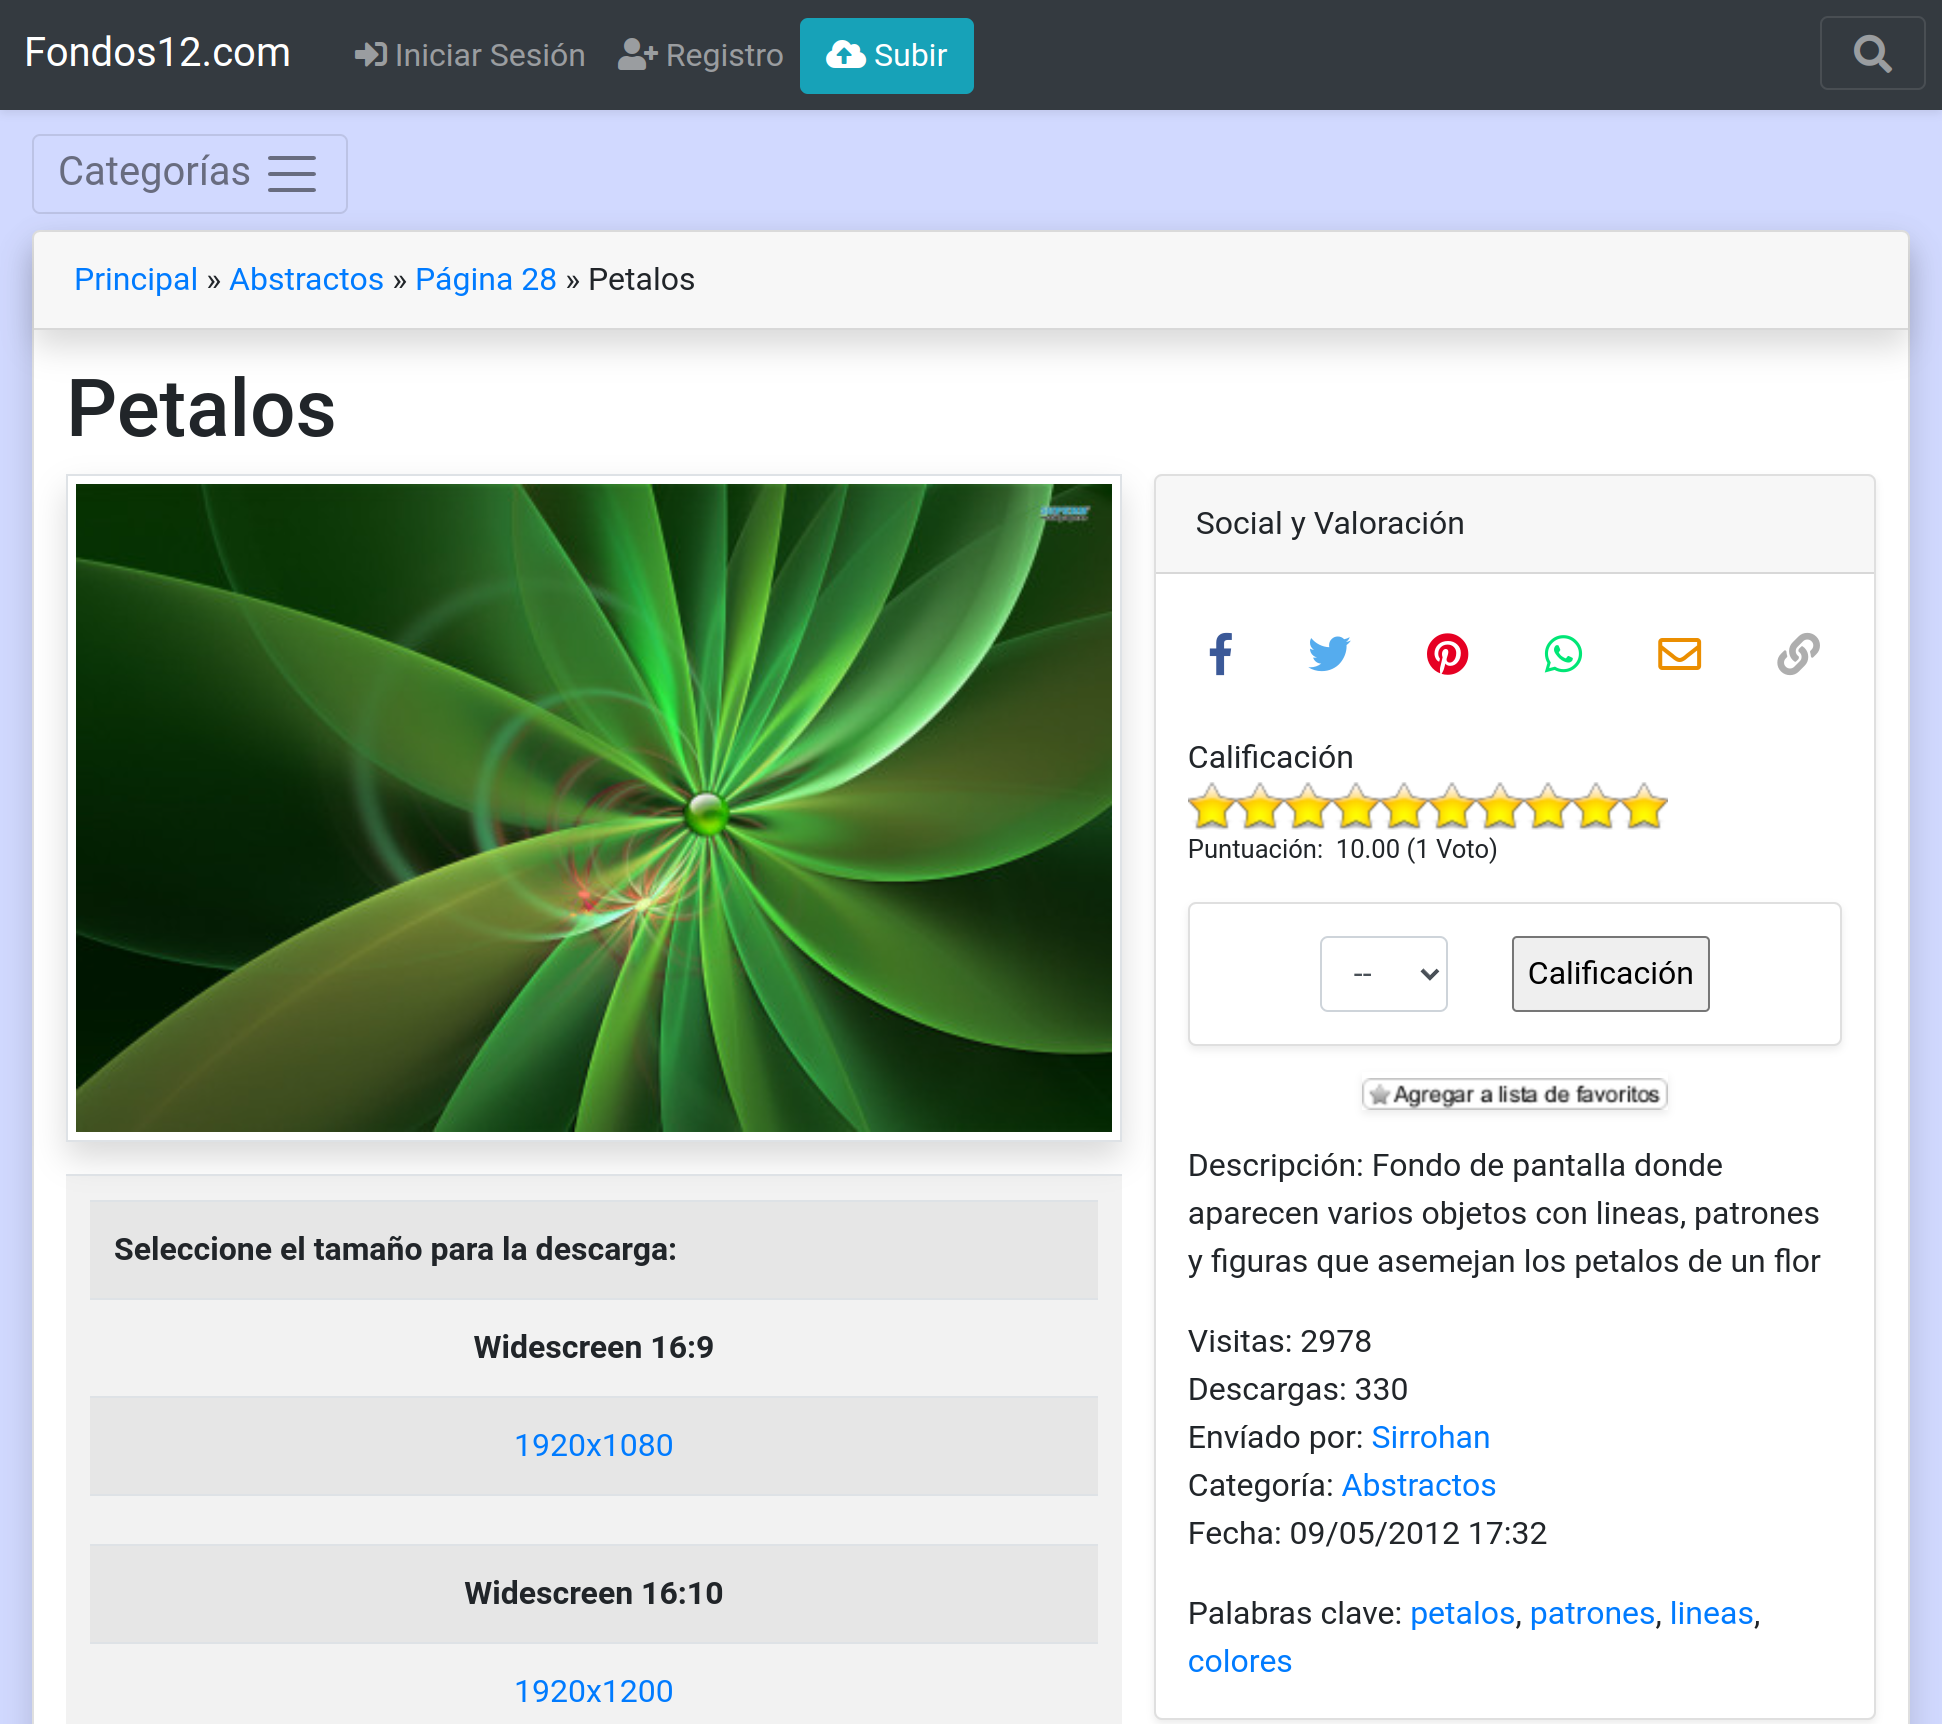 Fondos12.com
Iniciar Sesión
Registro
Subir
Categorías
Principal » Abstractos » Página 28 » Petalos
Petalos
Social y Valoración
Calificación
Puntuación: 10.00 (1 Voto)
--
Calificación
Agregar a lista de favoritos
Descripción: Fondo de pantalla donde
aparecen varios objetos con lineas, patrones
y figuras que asemejan los petalos de un flor
Visitas: 2978
Descargas: 330
Envíado por: Sirrohan
Categoría: Abstractos
Fecha: 09/05/2012 17:32
Palabras clave: petalos, patrones, lineas,
colores
Seleccione el tamaño para la descarga:
Widescreen 16:9
1920x1080
Widescreen 16:10
1920x1200